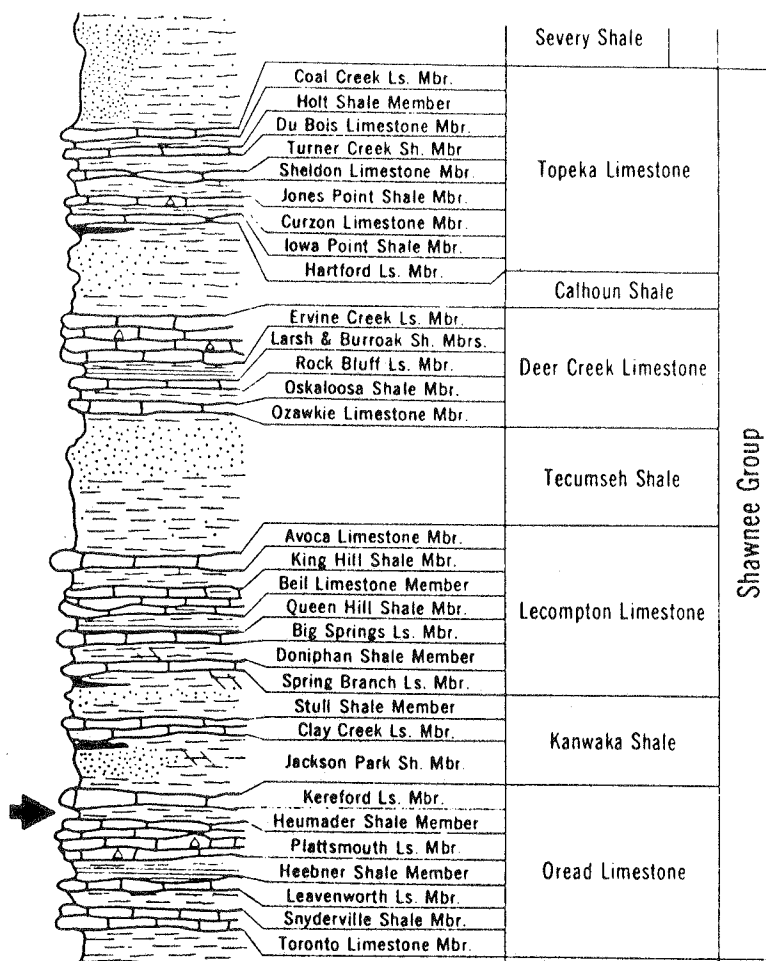 Severy Shale
Coal Creek Ls. Mbr.
Holt Shale Member
Du Bois Limestone Mbr.
Turner Creek Sh. Mbr
Sheldon Limestone Mbr.
Jones Point Shale Mbr.
Curzon Limestone Mbr.
Iowa Point Shale Mbr.
Hartford Ls. Mbr.
Topeka Limestone
Calhoun Shale
Ervine Creek Ls. Mbr.
Larsh & Burroak Sh. Mbrs.
Rock Bluff Ls. Mbr.
Oskaloosa Shale Mbr.
Ozawkie Limestone Mbr.
Deer Creek Limestone
Tecumseh Shale
Avoca Limestone Mbr.
King Hill Shale Mbr.
Beil Limestone Member
Queen Hill Shale Mbr.
Big Springs Ls. Mbr.
Doniphan Shale Member
Spring Branch Ls. Mbr.
Lecompton Limestone
Stull Shale Member
Clay Creek Ls. Mbr.
Jackson Park Sh. Mbr.
Kanwaka Shale
Kereford Ls. Mbr.
Heumader Shale Member
Plattsmouth Ls. Mbr.
Heebner Shale Member
Leavenworth Ls. Mbr.
Snyderville Shale Mbr.
Toronto Limestone Mbr.
Oread Limestone
Shawnee Group